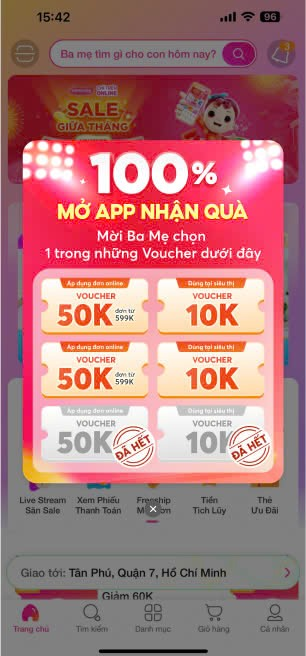 15:42
96
Ba mẹ tìm gì cho con hôm nay?
3
SALE
GIỮA THÁNG
100%
MỞ APP NHẬN QUÀ
Mời Ba Mẹ chọn
1 trong những Voucher dưới đây
Áp dụng đơn online
VOUCHER
50K đơn từ 599K
Dùng tại siêu thị
VOUCHER
10K
Áp dụng đơn online
VOUCHER
50K đơn từ 599K
Dùng tại siêu thị
VOUCHER
10K
Áp dụng đơn online
VOUCHER
50K
ĐÃ HẾT
Dùng tại siêu thị
VOUCHER
ĐÃ HẾT
Live Stream
Săn Sale
Xem Phiếu
Thanh Toán
Tiền
Tích Lũy
Thẻ
Ưu Đãi
Giao tới: Tân Phú, Quận 7, Hồ Chí Minh
Giảm 60K
Trang chủ
Tìm kiếm
Danh mục
Giỏ hàng
Cá nhân